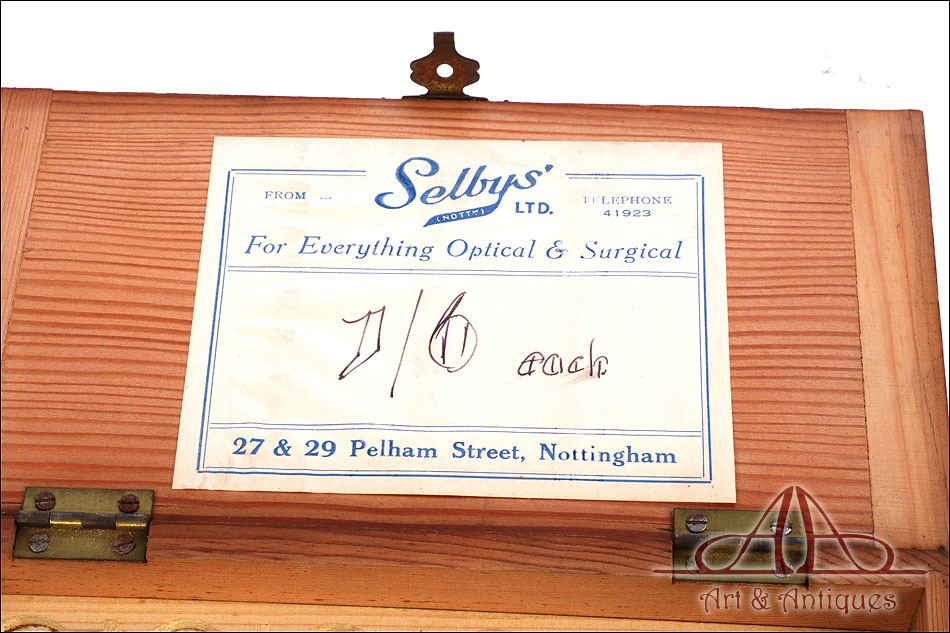 Selbys'
FROM ... (NOTTM) LTD. TELEPHONE
41923
For Everything Optical & Surgical
7/6 each
27 & 29 Pelham Street, Nottingham
AA
Art & Antiques